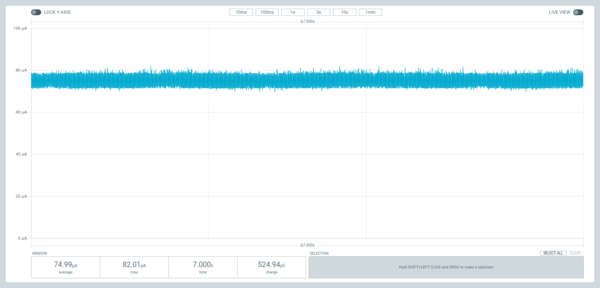 LOCK Y-AXIS 10ms 100ms 1s 3s 10s 1min LIVE VIEW
Δ7.000s
100 µA
80 µA
60 µA
40 µA
20 µA
0 µA
Δ7.000s
WINDOW SELECTION SELECT ALL CLEAR
74.99µA 82.01µA 7.000s 524.94µC
average max time charge
Hold SHIFT+LEFT CLICK and DRAG to make a selection